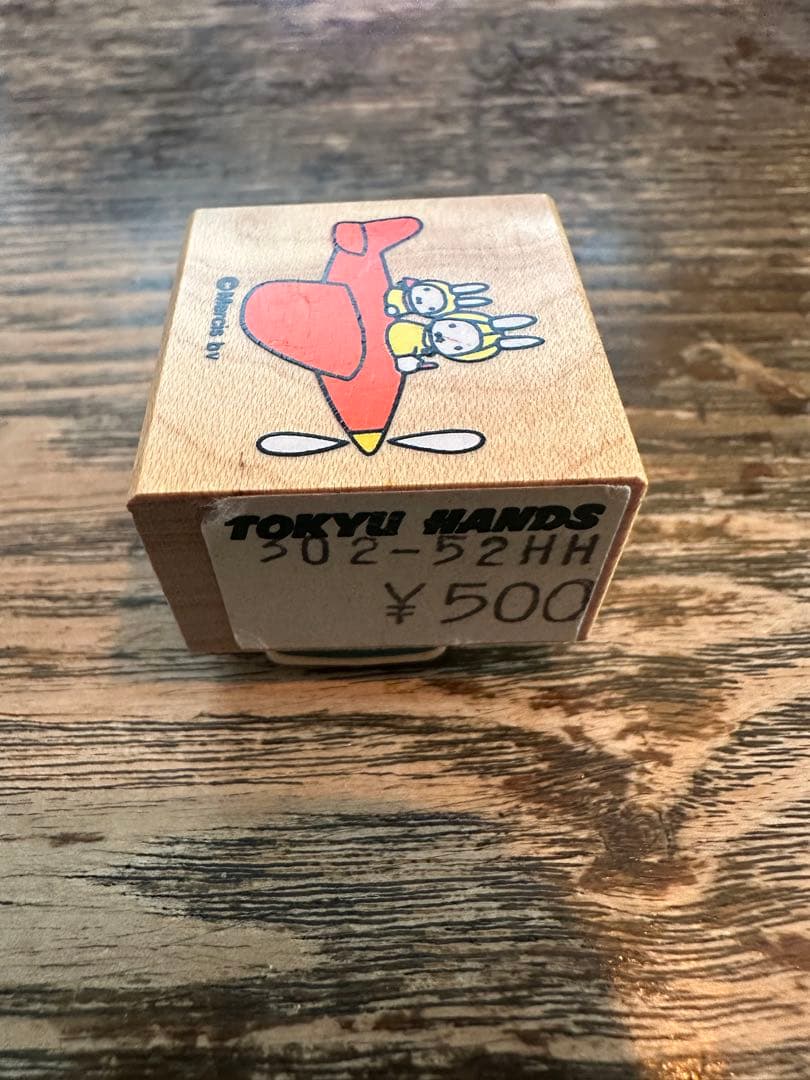 ©Mercis bv
TOKYU HANDS
302-52HH
¥500